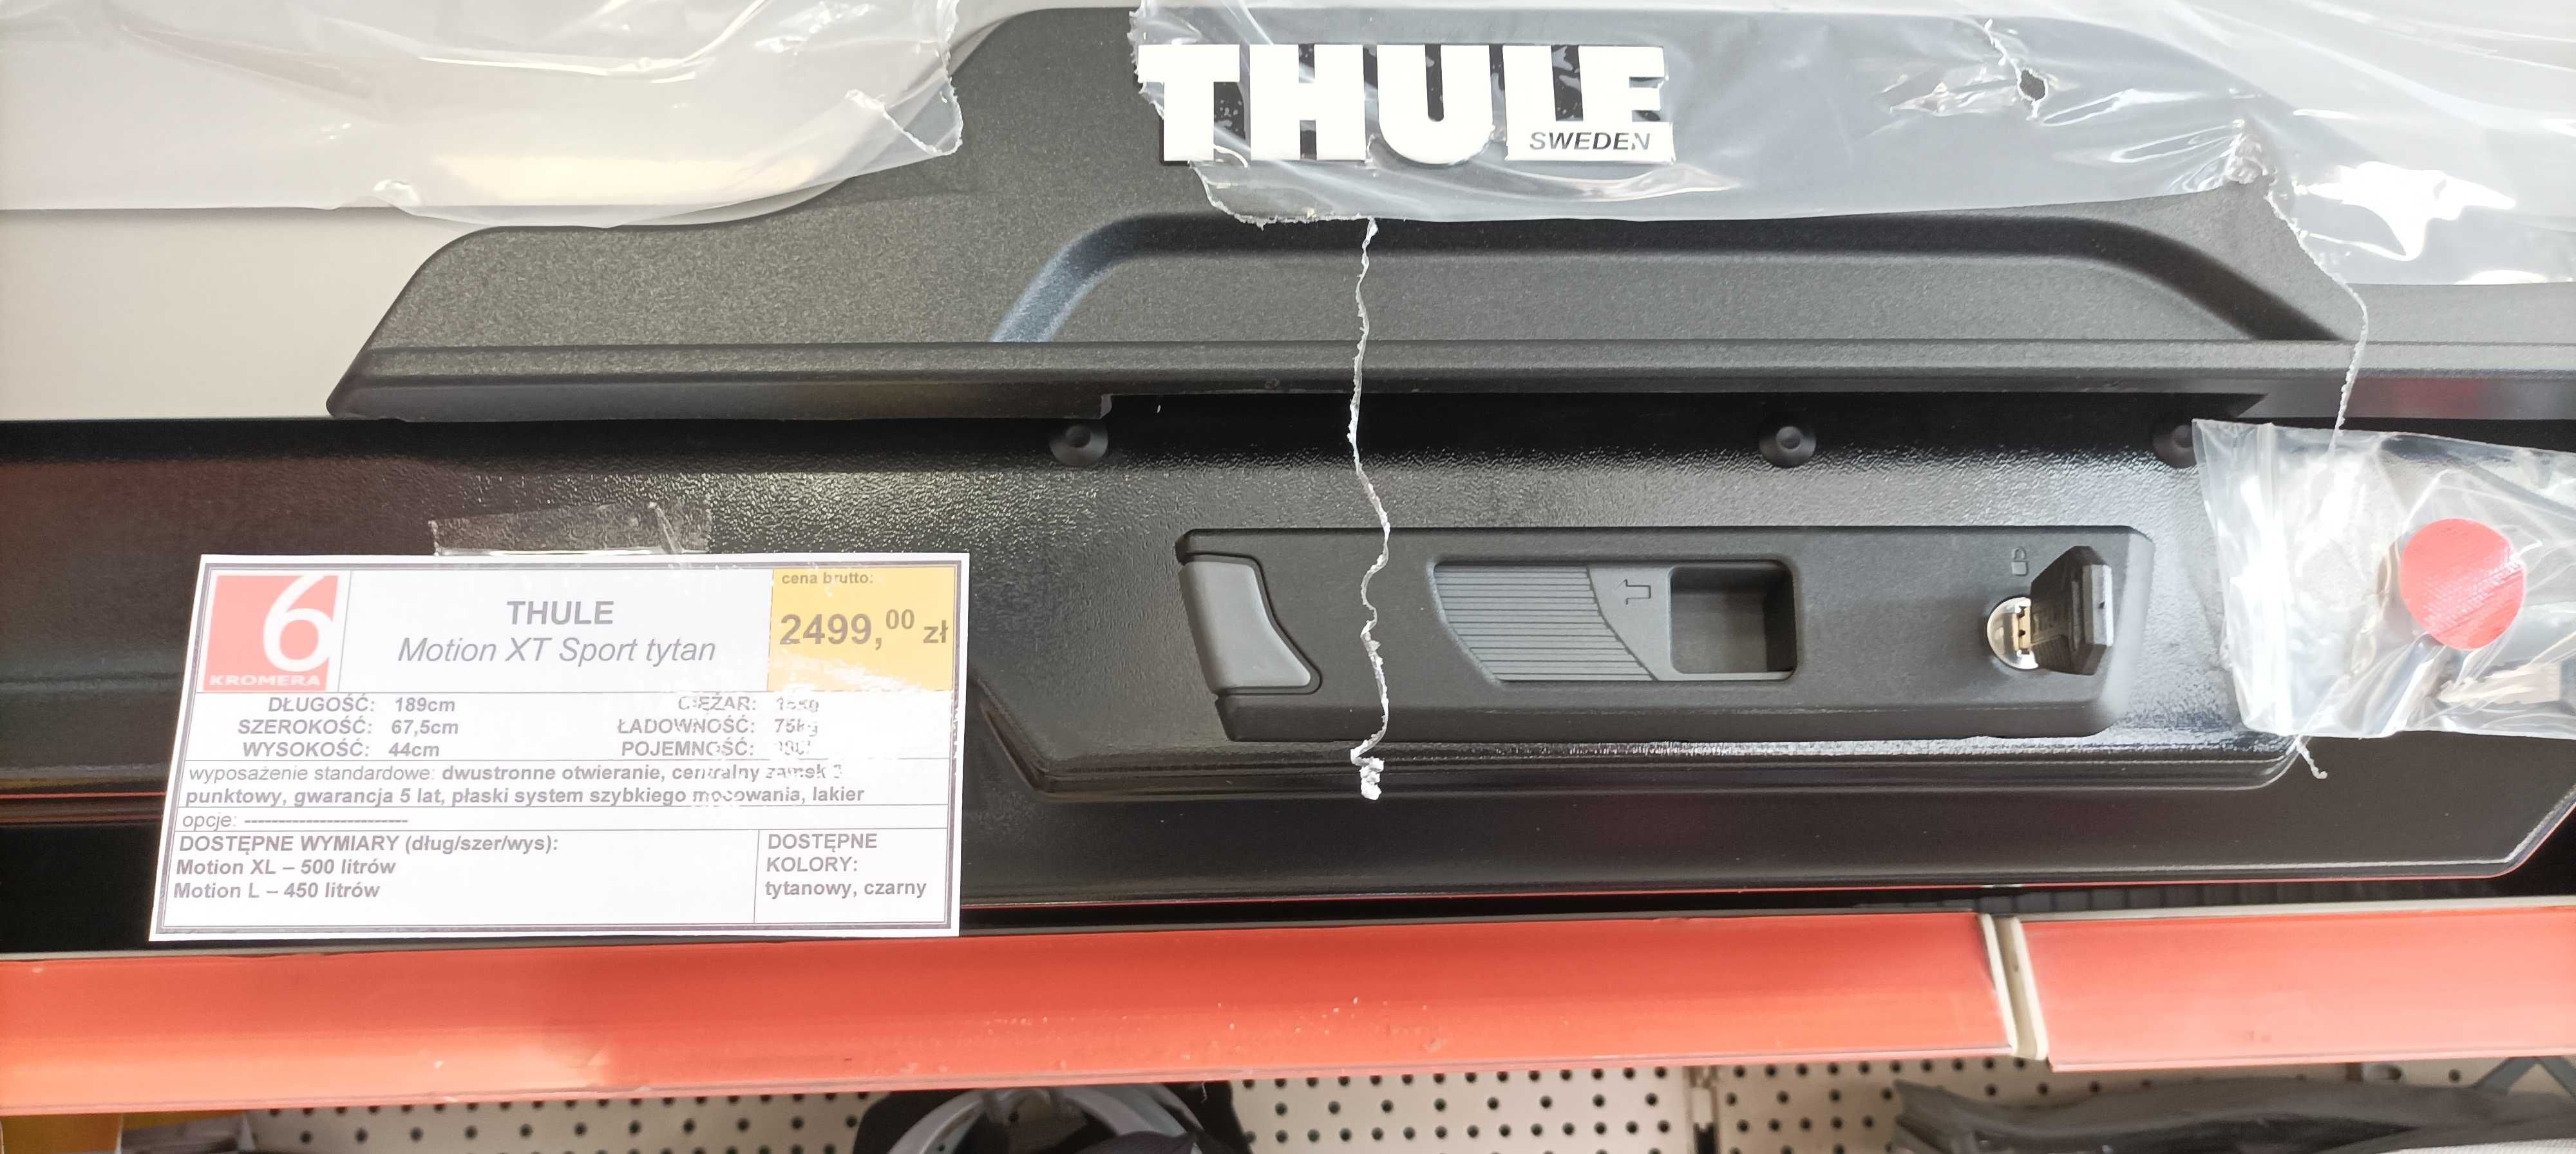 THULE
SWEDEN
6
KROMERA
THULE
Motion XT Sport tytan
cena brutto:
2499,00 zł
DŁUGOŚĆ: 189cm
SZEROKOŚĆ: 67,5cm
WYSOKOŚĆ: 44cm
CIĘŻAR:
ŁADOWNOŚĆ: 75kg
POJEMNOŚĆ:
wyposażenie standardowe: dwustronne otwieranie, centralny zamek 3
punktowy, gwarancja 5 lat, płaski system szybkiego mocowania, lakier
opcje: ------------------------
DOSTĘPNE WYMIARY (dług/szer/wys):
Motion XL – 500 litrów
Motion L – 450 litrów
DOSTĘPNE
KOLORY:
tytanowy, czarny